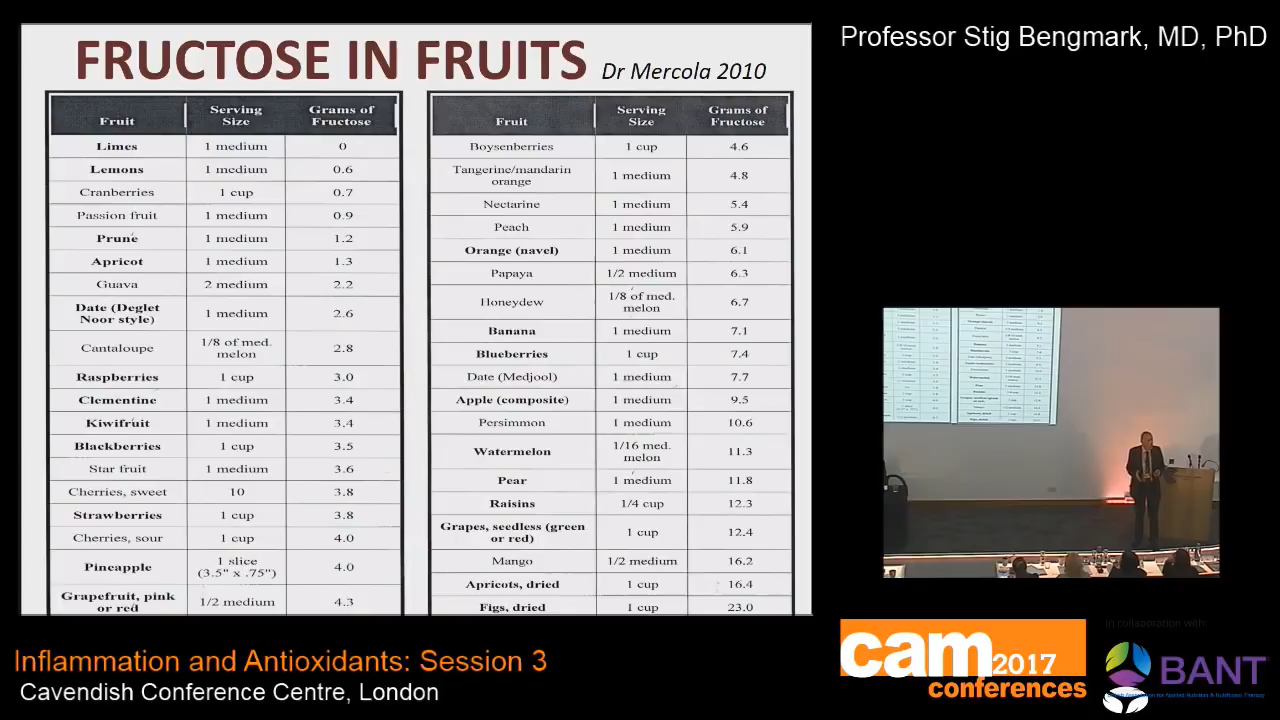 Professor Stig Bengmark, MD, PhD
FRUCTOSE IN FRUITS Dr Mercola 2010
Fruit Serving Size Grams of Fructose
Limes 1 medium 0
Lemons 1 medium 0.6
Cranberries 1 cup 0.7
Passion fruit 1 medium 0.9
Prune 1 medium 1.2
Apricot 1 medium 1.3
Guava 2 medium 2.2
Date (Deglet Noor style) 1 medium 2.6
Cantaloupe 1/8 of med. melon 2.8
Raspberries 1 cup 3.0
Clementine 1 medium 3.4
Kiwifruit 1 medium 3.4
Blackberries 1 cup 3.5
Star fruit 1 medium 3.6
Cherries, sweet 10 3.8
Strawberries 1 cup 3.8
Cherries, sour 1 cup 4.0
Pineapple 1 slice (3.5" x .75") 4.0
Grapefruit, pink or red 1/2 medium 4.3
Fruit Serving Size Grams of Fructose
Boysenberries 1 cup 4.6
Tangerine/mandarin orange 1 medium 4.8
Nectarine 1 medium 5.4
Peach 1 medium 5.9
Orange (navel) 1 medium 6.1
Papaya 1/2 medium 6.3
Honeydew 1/8 of med. melon 6.7
Banana 1 medium 7.1
Blueberries 1 cup 7.4
Date (Medjool) 1 medium 7.7
Apple (composite) 1 medium 9.5
Persimmon 1 medium 10.6
Watermelon 1/16 med. melon 11.3
Pear 1 medium 11.8
Raisins 1/4 cup 12.3
Grapes, seedless (green or red) 1 cup 12.4
Mango 1/2 medium 16.2
Apricots, dried 1 cup 16.4
Figs, dried 1 cup 23.0
Inflammation and Antioxidants: Session 3
Cavendish Conference Centre, London
cam 2017
conferences
In collaboration with:
BANT